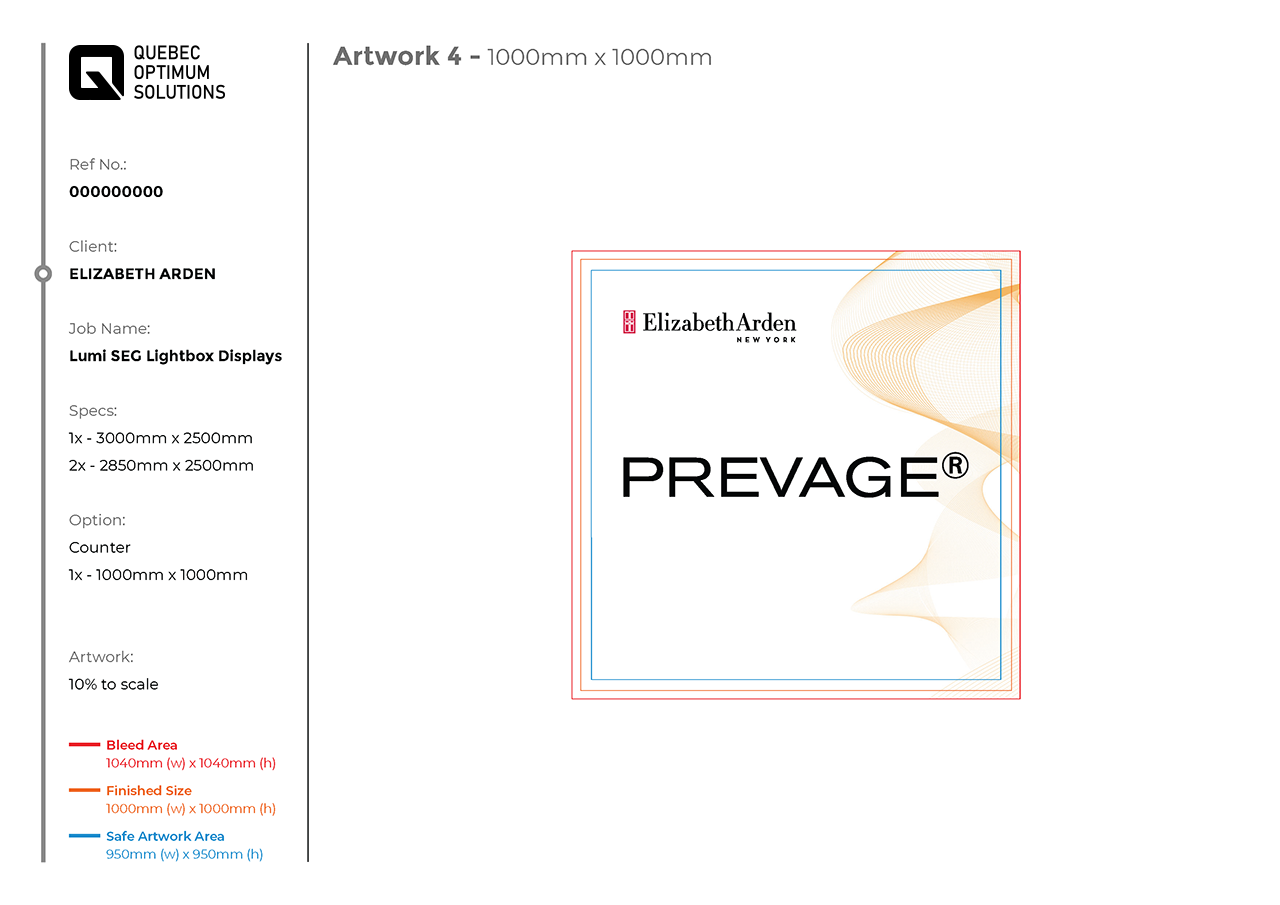 QUEBEC
OPTIMUM
SOLUTIONS
Ref No.:
000000000
Client:
ELIZABETH ARDEN
Job Name:
Lumi SEG Lightbox Displays
Specs:
1x - 3000mm x 2500mm
2x - 2850mm x 2500mm
Option:
Counter
1x - 1000mm x 1000mm
Artwork:
10% to scale
Bleed Area
1040mm (w) x 1040mm (h)
Finished Size
1000mm (w) x 1000mm (h)
Safe Artwork Area
950mm (w) x 950mm (h)
Artwork 4 - 1000mm x 1000mm
Elizabeth Arden
NEW YORK
PREVAGE®